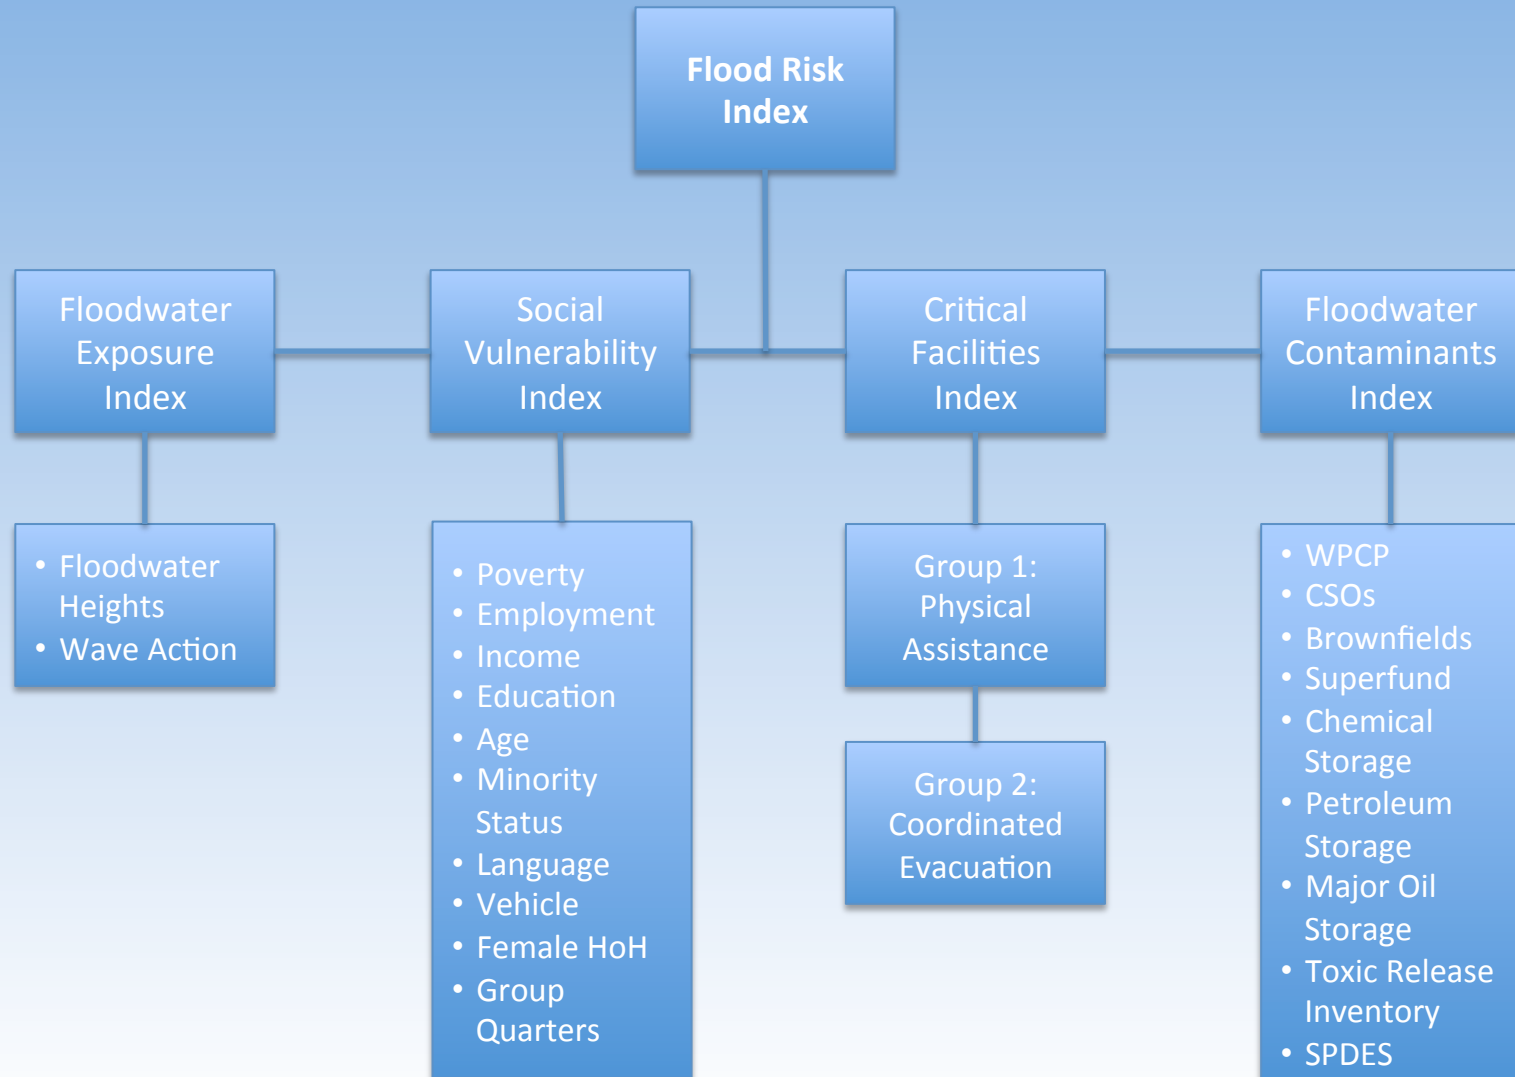 Flood Risk
Index
Floodwater
Exposure
Index
Social
Vulnerability
Index
Critical
Facilities
Index
Floodwater
Contaminants
Index
• Floodwater
Heights
• Wave Action
• Poverty
• Employment
• Income
• Education
• Age
• Minority
Status
• Language
• Vehicle
• Female HoH
• Group
Quarters
Group 1:
Physical
Assistance
Group 2:
Coordinated
Evacuation
• WPCP
• CSOs
• Brownfields
• Superfund
• Chemical
Storage
• Petroleum
Storage
• Major Oil
Storage
• Toxic Release
Inventory
• SPDES